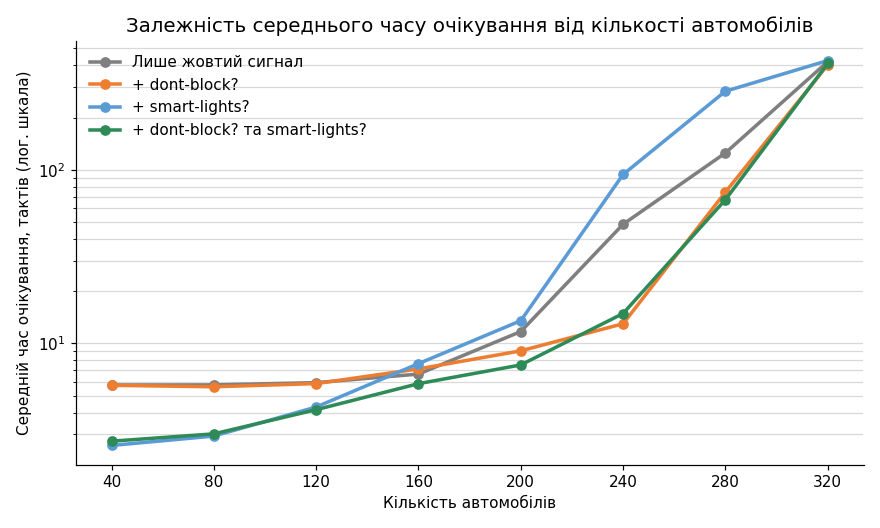 Залежність середнього часу очікування від кількості автомобілів
Середній час очікування, тактів (лог. шкала)
Лише жовтий сигнал
+ dont-block?
+ smart-lights?
+ dont-block? та smart-lights?
10²
10¹
40 80 120 160 200 240 280 320
Кількість автомобілів